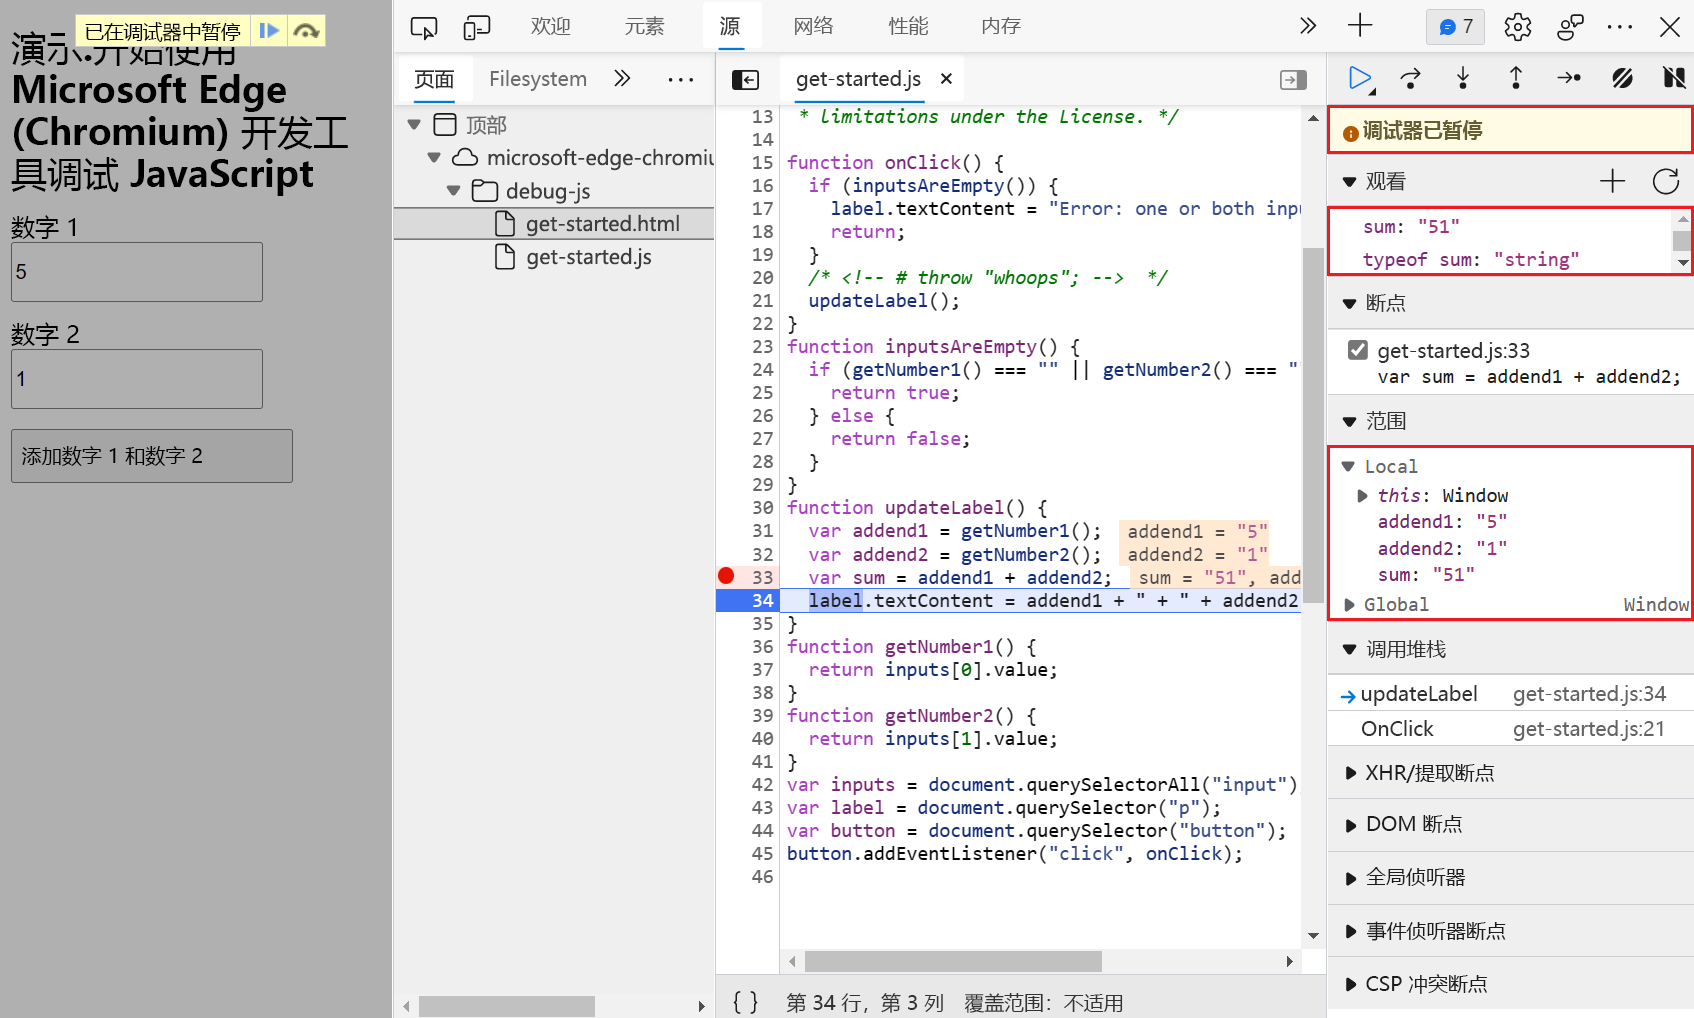 已在调试器中暂停
演示:开始使用
Microsoft Edge
(Chromium) 开发工
具调试 JavaScript
数字 1
5
数字 2
1
添加数字 1 和数字 2
欢迎
元素
源
网络
性能
内存
7
页面
Filesystem
顶部
microsoft-edge-chromiu
debug-js
get-started.html
get-started.js
get-started.js
13 * limitations under the License. */
14
15 function onClick() {
16 if (inputsAreEmpty()) {
17 label.textContent = "Error: one or both inpu
18 return;
19 }
20 /* <!-- # throw "whoops"; --> */
21 updateLabel();
22 }
23 function inputsAreEmpty() {
24 if (getNumber1() === "" || getNumber2() === "
25 return true;
26 } else {
27 return false;
28 }
29 }
30 function updateLabel() {
31 var addend1 = getNumber1(); addend1 = "5"
32 var addend2 = getNumber2(); addend2 = "1"
33 var sum = addend1 + addend2; sum = "51", add
34 label.textContent = addend1 + " + " + addend2
35 }
36 function getNumber1() {
37 return inputs[0].value;
38 }
39 function getNumber2() {
40 return inputs[1].value;
41 }
42 var inputs = document.querySelectorAll("input")
43 var label = document.querySelector("p");
44 var button = document.querySelector("button");
45 button.addEventListener("click", onClick);
46
{ } 第 34 行，第 3 列 覆盖范围：不适用
调试器已暂停
观看
sum: "51"
typeof sum: "string"
断点
get-started.js:33
var sum = addend1 + addend2;
范围
Local
this: Window
addend1: "5"
addend2: "1"
sum: "51"
Global Window
调用堆栈
updateLabel get-started.js:34
OnClick get-started.js:21
XHR/提取断点
DOM 断点
全局侦听器
事件侦听器断点
CSP 冲突断点